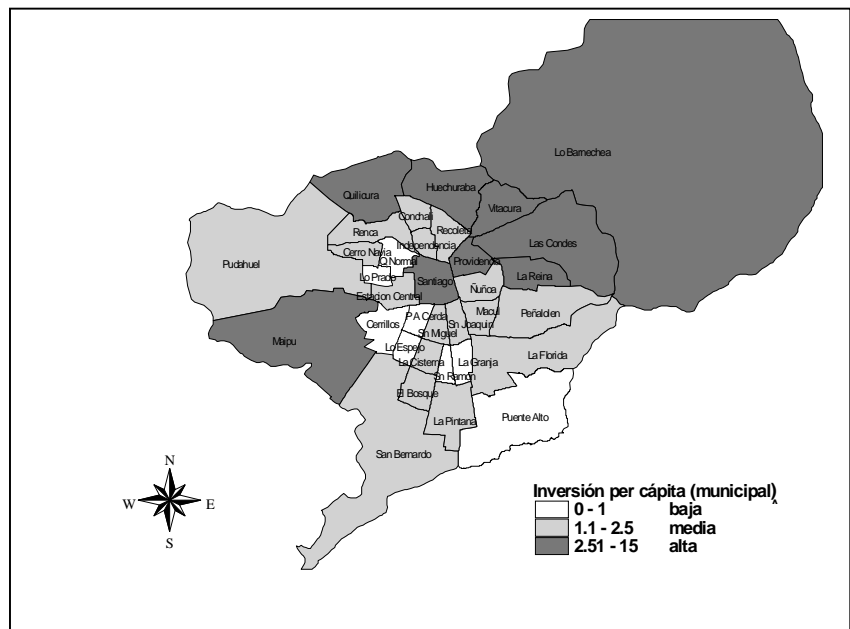 Lo Barnechea
Quilicura
Huechuraba
Vitacura
Conchali
Recoleta
Renca
Las Condes
Independencia
Cerro Navia
Q Normal
Pudahuel
Providencia
Lo Prado
La Reina
Santiago
Ñuñoa
Estacion Central
Macul
Peñalolen
P A Cerda
Cerrillos
Sn Joaquin
Sn Miguel
Maipu
Lo Espejo
La Florida
La Cisterna
La Granja
Sn Ramon
El Bosque
Puente Alto
La Pintana
San Bernardo
N
W E
S
Inversión per cápita (municipal)
0 - 1 baja
1.1 - 2.5 media
2.51 - 15 alta